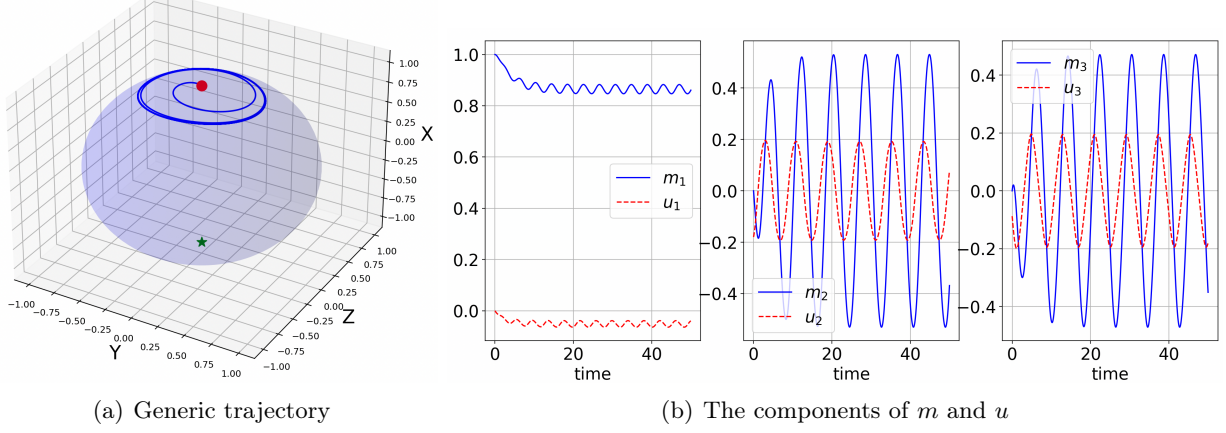 1.00
0.75
0.50
0.25
0.00
−0.25
−0.50
−0.75
−1.00
X
1.00
0.75
0.50
0.25
0.00
−0.25
−0.50
−0.75
−1.00
Z
−1.00
−0.75
−0.50
−0.25
0.00
0.25
0.50
0.75
1.00
Y
(a) Generic trajectory
1.0
0.8
0.6
0.4
0.2
0.0
m1
u1
0 20 40
time
0.4
0.2
0.0
−0.2
−0.4
m2
u2
0 20 40
time
0.4
0.2
0.0
−0.2
−0.4
m3
u3
0 20 40
time
(b) The components of m and u